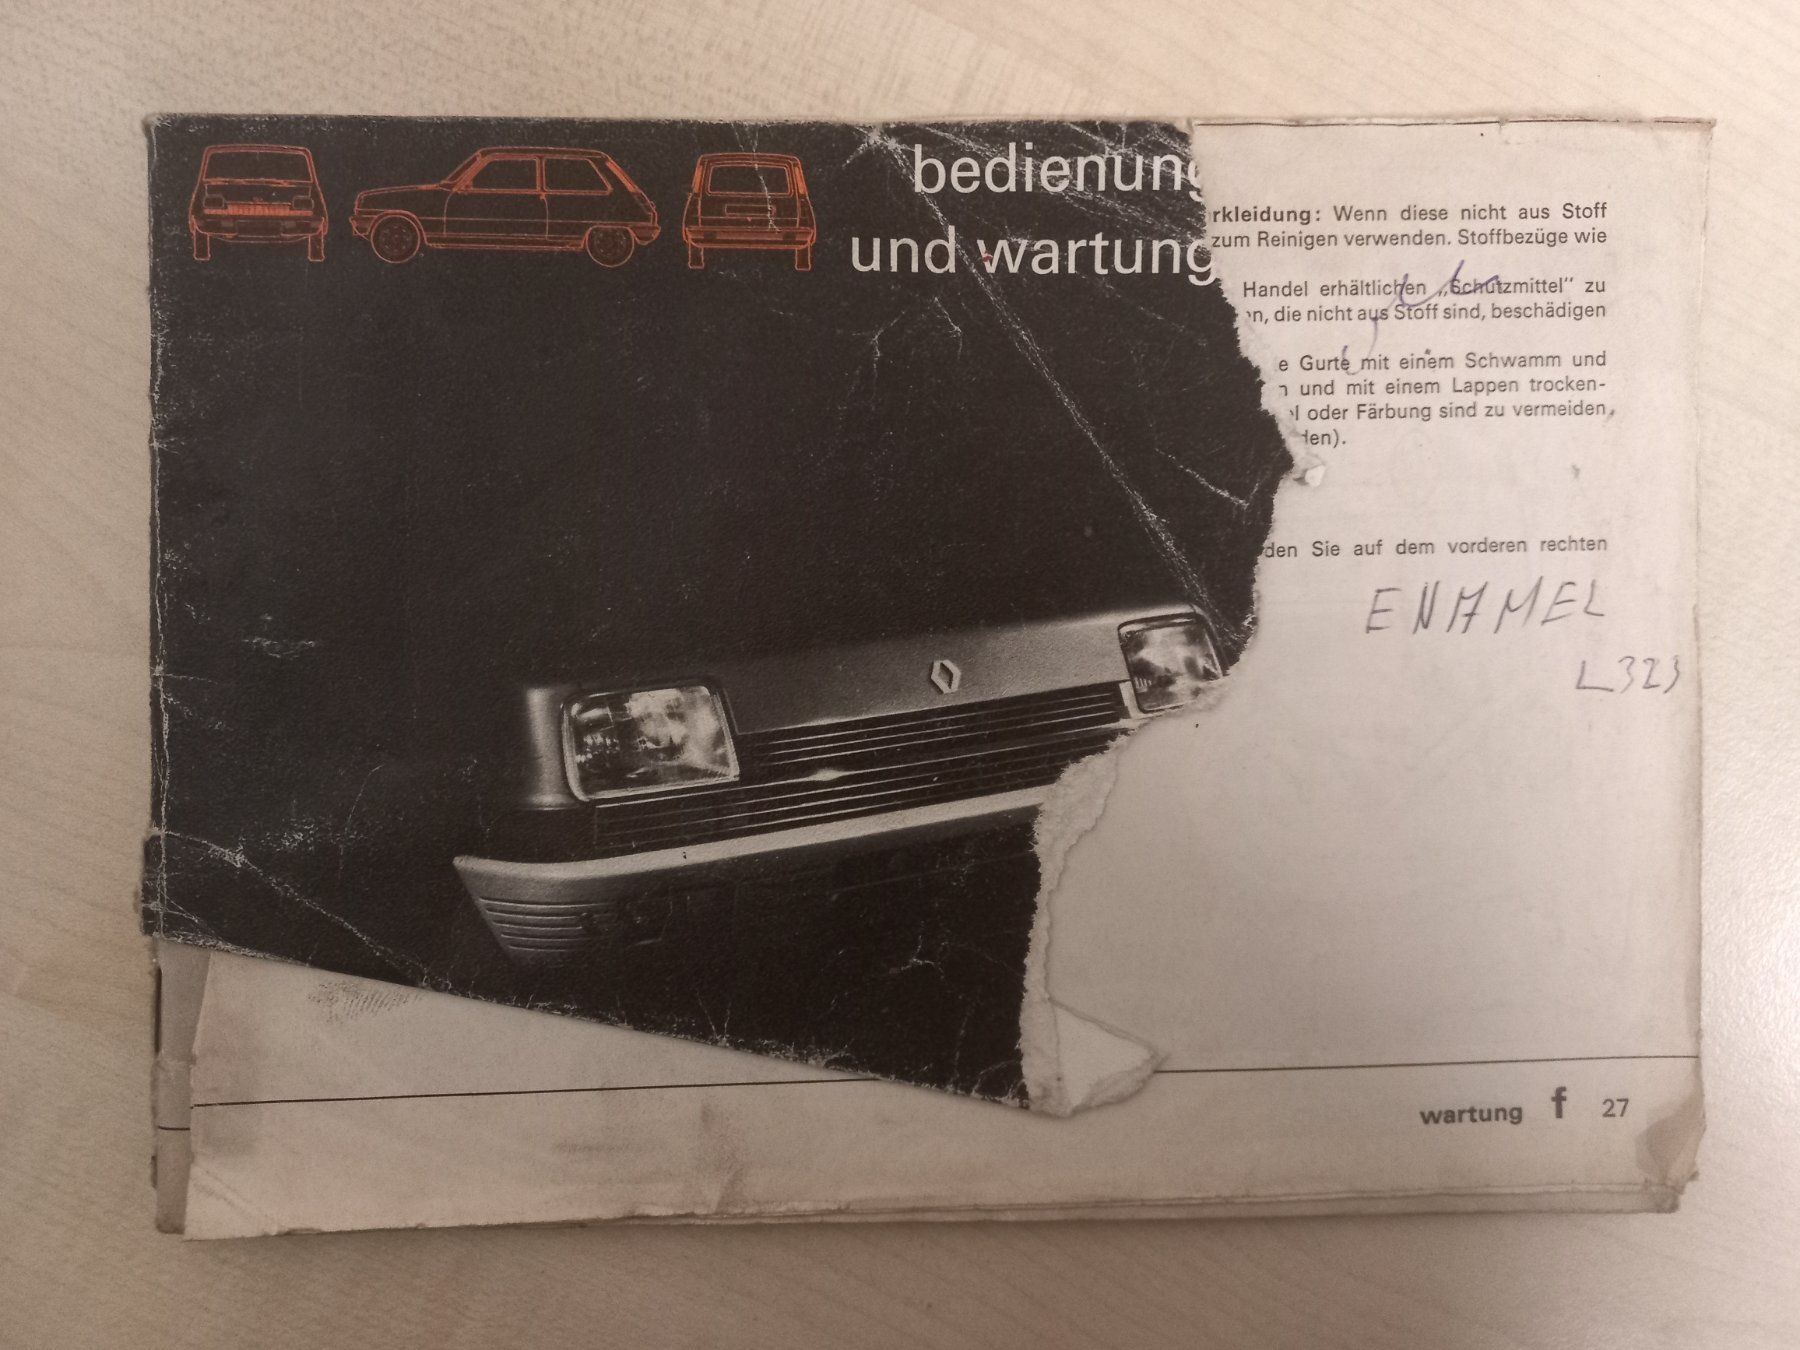 bedienung
und wartung
rkleidung: Wenn diese nicht aus Stoff
zum Reinigen verwenden. Stoffbezüge wie
Handel erhältlichen „Schutzmittel“ zu
n, die nicht aus Stoff sind, beschädigen
e Gurte mit einem Schwamm und
n und mit einem Lappen trocken-
l oder Färbung sind zu vermeiden,
den).
den Sie auf dem vorderen rechten
ENAMEL
L323
wartung f 27